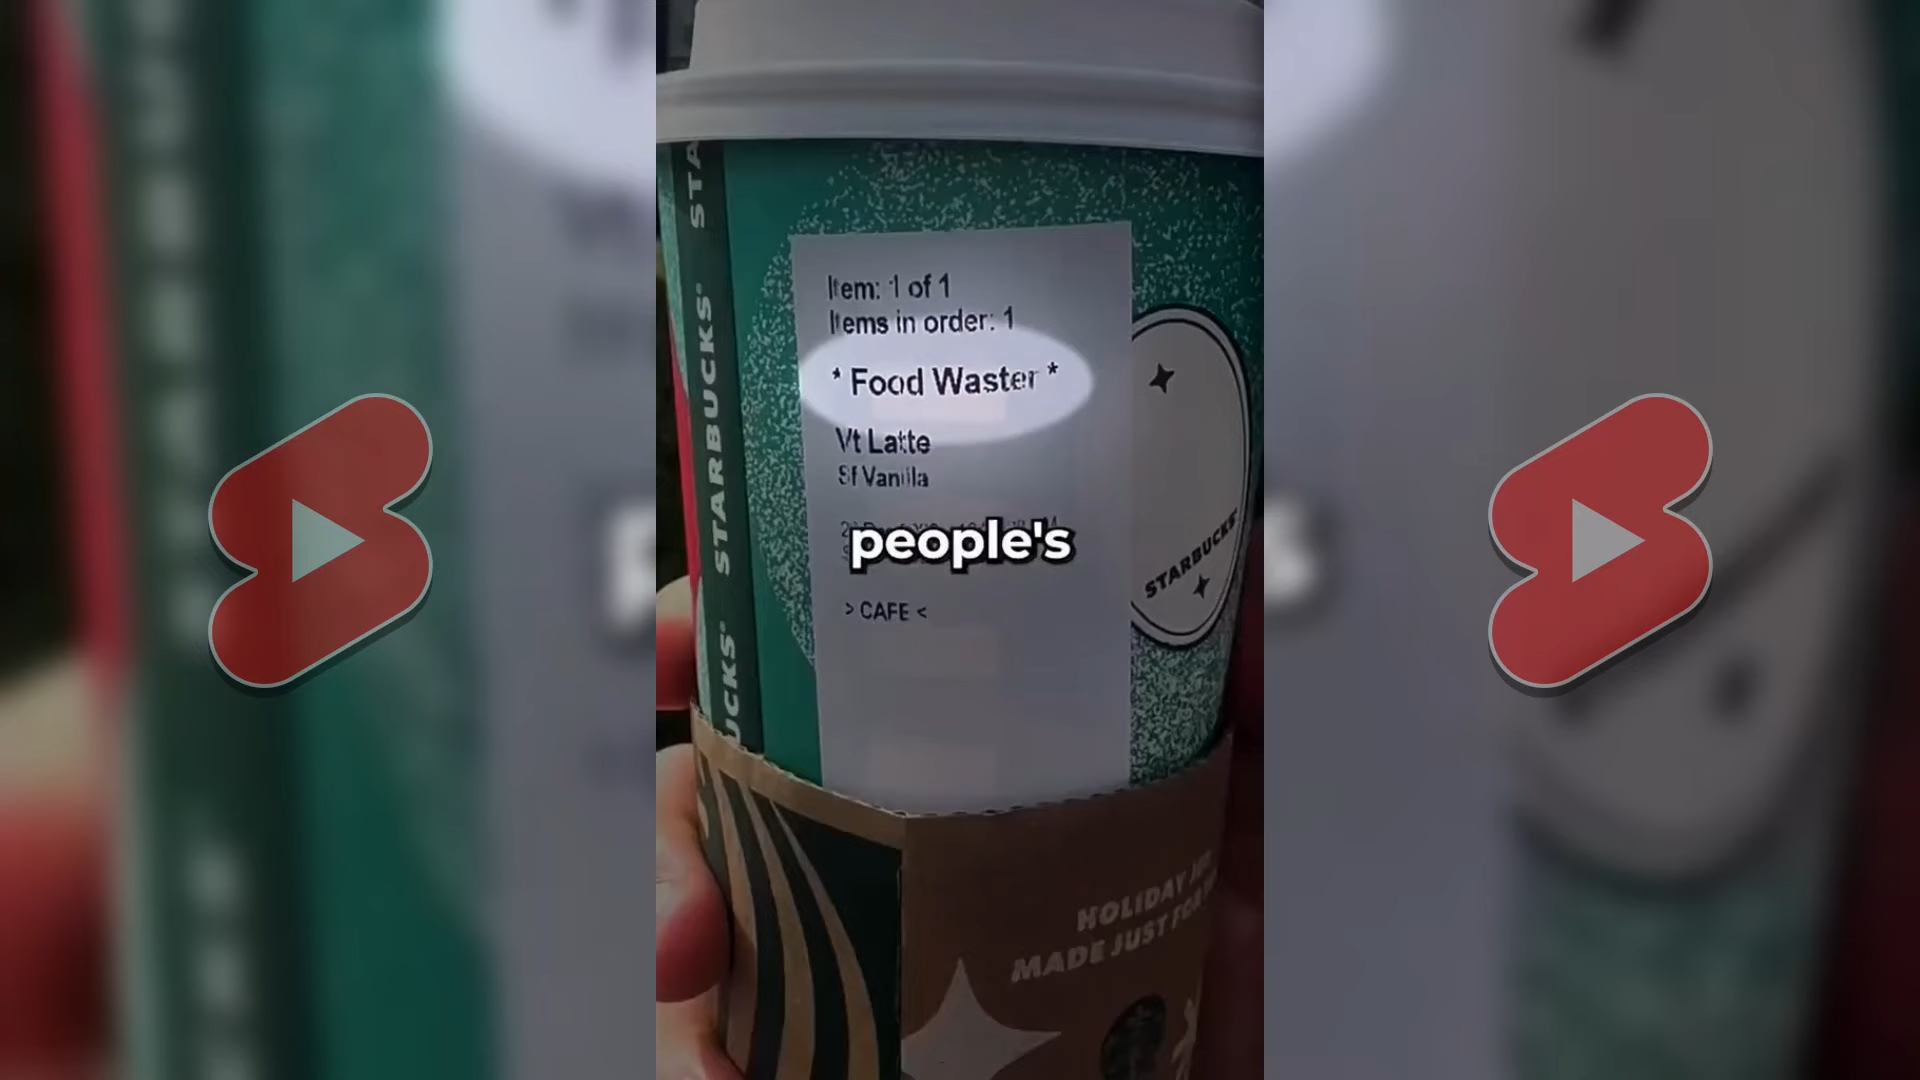 STARBUCKS
STARBUCKS
Item: 1 of 1
Items in order: 1
* Food Waster *
Vt Latte
Sf Vanilla
people's
> CAFE <
STARBUCKS
HOLIDAY
MADE JUST